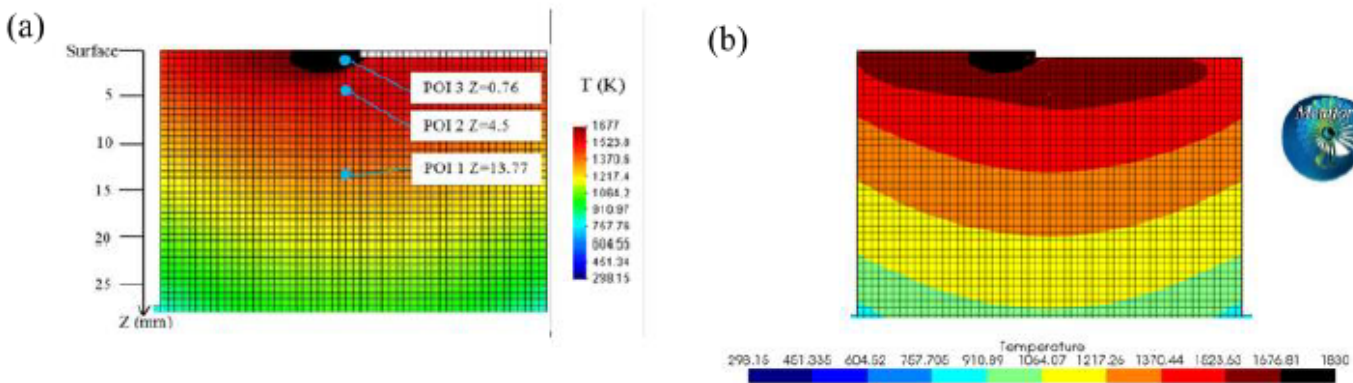 (a)
Surface
5
10
15
20
25
Z (mm)
POI 3 Z=0.76
POI 2 Z=4.5
POI 1 Z=13.77
T (K)
1677
1523.8
1370.6
1217.4
1064.2
910.97
757.76
604.55
451.34
298.15
(b)
Temperature
298.15 451.335 604.52 757.705 910.89 1064.07 1217.26 1370.44 1523.63 1676.81 1830